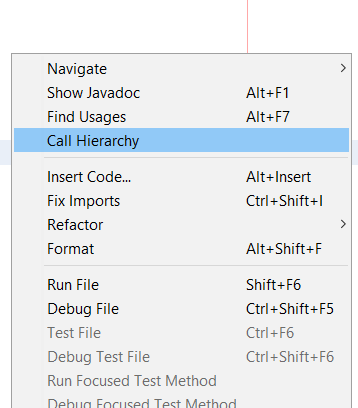 Navigate
Show Javadoc Alt+F1
Find Usages Alt+F7
Call Hierarchy
Insert Code... Alt+Insert
Fix Imports Ctrl+Shift+I
Refactor
Format Alt+Shift+F
Run File Shift+F6
Debug File Ctrl+Shift+F5
Test File Ctrl+F6
Debug Test File Ctrl+Shift+F6
Run Focused Test Method
Debug Focused Test Method